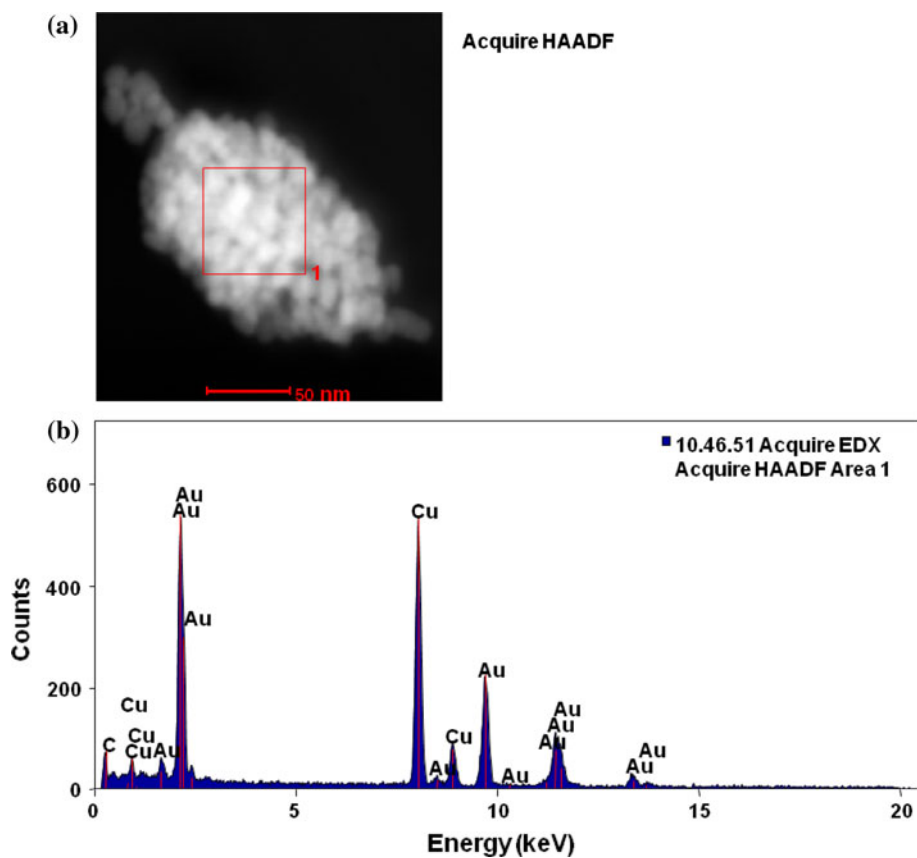 (a)
Acquire HAADF
1
50 nm
(b)
10.46.51 Acquire EDX
Acquire HAADF Area 1
Counts
600
400
200
0
Au
Au
Au
Cu
Cu
Cu
Cu
C
Au
Au
Cu
Au
Au
Au
Au
Au
Au
Au
0
5
10
15
20
Energy (keV)